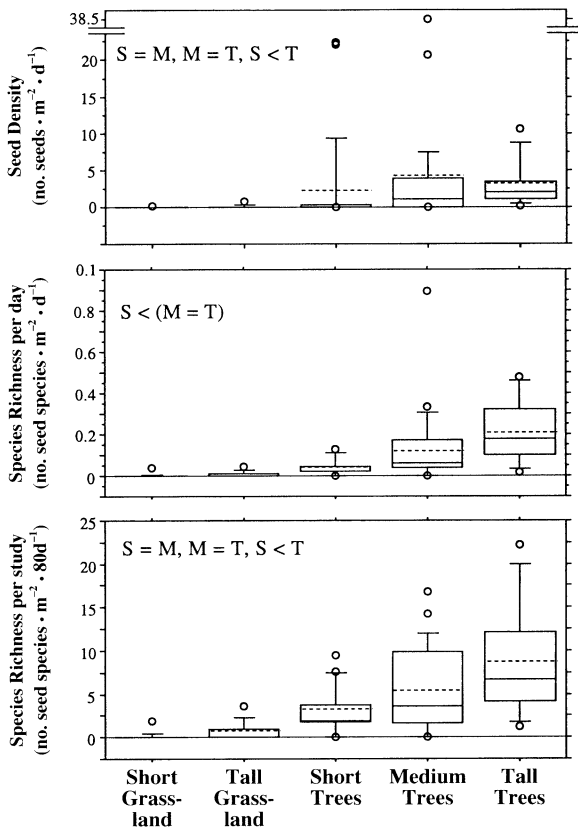 38.5
20
15
10
5
0
Seed Density
(no. seeds • m⁻² • d⁻¹)
S = M, M = T, S < T
0.1
0.8
0.6
0.4
0.2
0
Species Richness per day
(no. seed species • m⁻² • d⁻¹)
S < (M = T)
25
20
15
10
5
0
Species Richness per study
(no. seed species • m⁻² • 80d⁻¹)
S = M, M = T, S < T
Short
Grass-
land
Tall
Grass-
land
Short
Trees
Medium
Trees
Tall
Trees